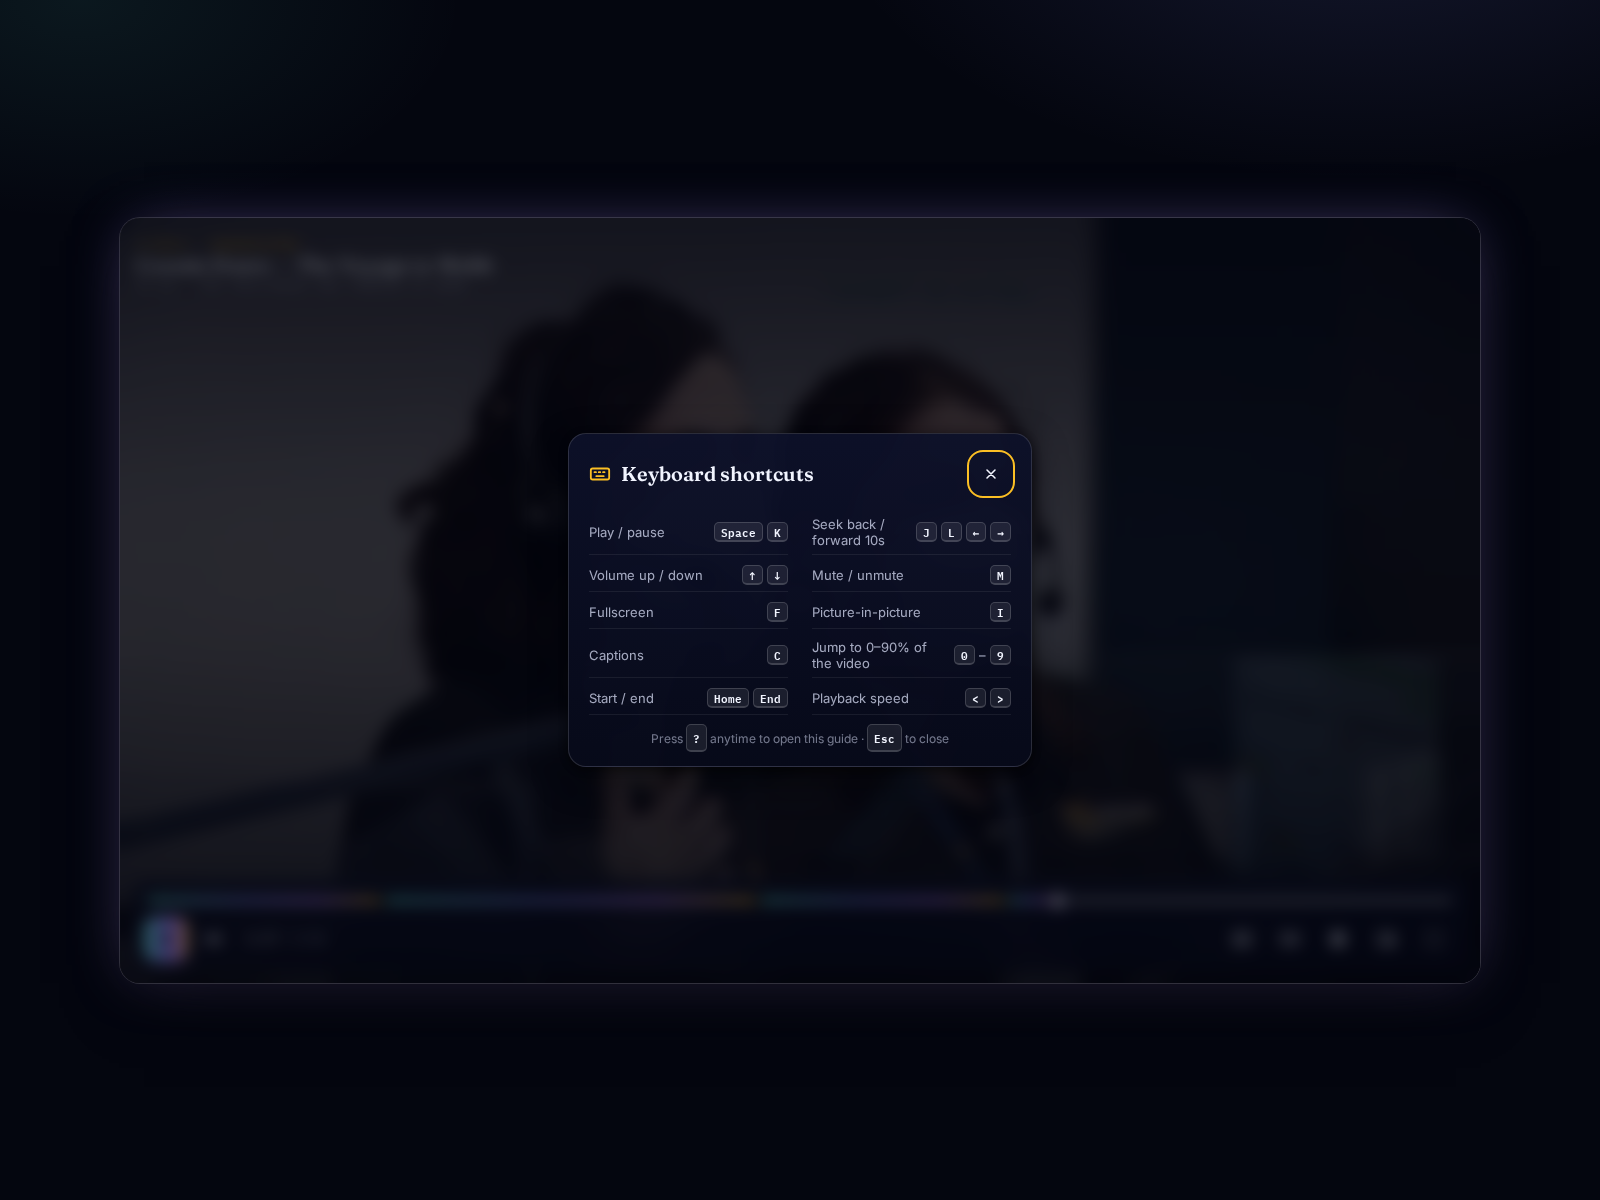 Keyboard shortcuts
Play / pause Space K
Seek back / forward 10s J L ← →
Volume up / down ↑ ↓
Mute / unmute M
Fullscreen F
Picture-in-picture I
Captions C
Jump to 0–90% of the video 0 – 9
Start / end Home End
Playback speed < >
Press ? anytime to open this guide · Esc to close